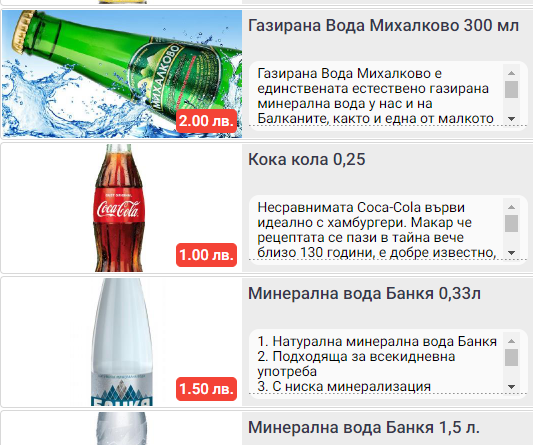 Газирана Вода Михалково 300 мл
МИХАЛКОВО
2.00 лв.
Газирана Вода Михалково е
единствената естествено газирана
минерална вода у нас и на
Балканите, както и една от малкото
Кока кола 0,25
Coca-Cola
1.00 лв.
Несравнимата Coca-Cola върви
идеално с хамбургери. Макар че
рецептата се пази в тайна вече
близо 130 години, е добре известно,
Минерална вода Банкя 0,33л
1.50 лв.
1. Натурална минерална вода Банкя
2. Подходяща за всекидневна
употреба
3. С ниска минерализация
Минерална вода Банкя 1,5 л.